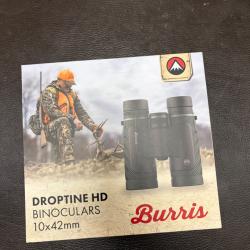 DROPTINE HD
BINOCULARS
10x42mm
Burris